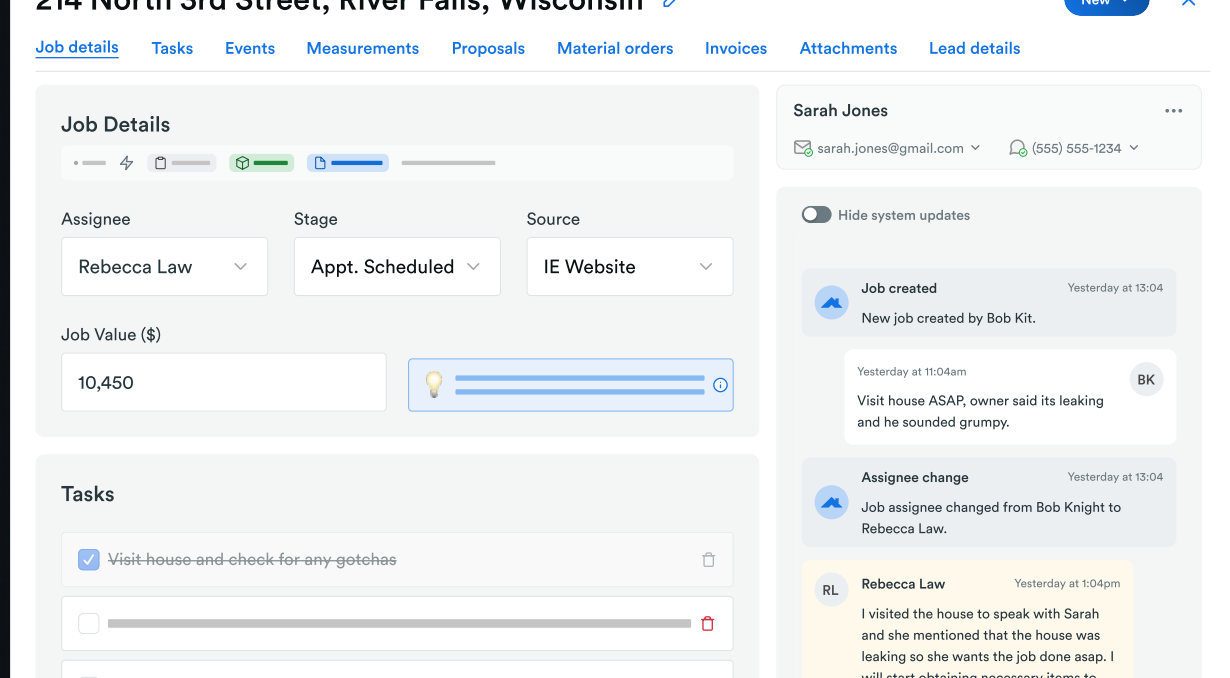 214 North 3rd Street, River Falls, Wisconsin
New
Job details
Tasks
Events
Measurements
Proposals
Material orders
Invoices
Attachments
Lead details
Job Details
Assignee
Stage
Source
Rebecca Law
Appt. Scheduled
IE Website
Job Value ($)
10,450
Tasks
Visit house and check for any gotchas
Sarah Jones
sarah.jones@gmail.com
(555) 555-1234
Hide system updates
Job created
Yesterday at 13:04
New job created by Bob Kit.
Yesterday at 11:04am
BK
Visit house ASAP, owner said its leaking
and he sounded grumpy.
Assignee change
Yesterday at 13:04
Job assignee changed from Bob Knight to
Rebecca Law.
RL
Rebecca Law
Yesterday at 1:04pm
I visited the house to speak with Sarah
and she mentioned that the house was
leaking so she wants the job done asap. I
will start obtaining necessary items to